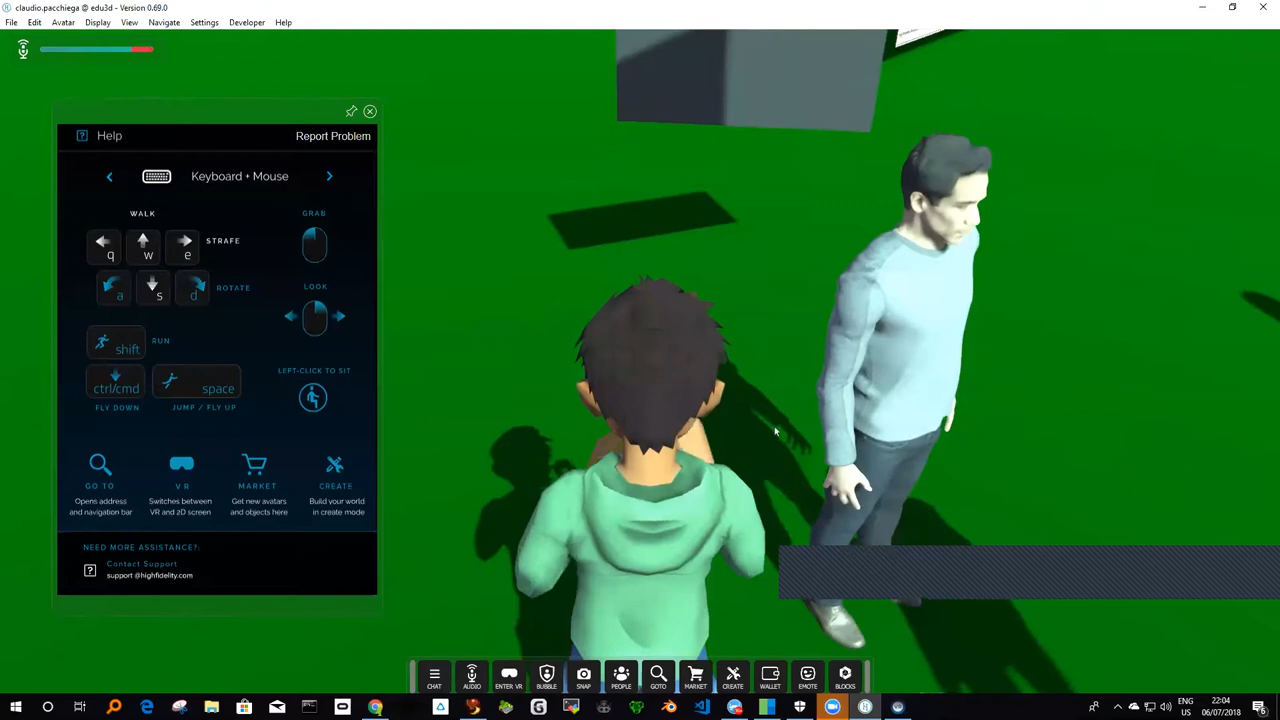 claudio.pacchiega @ edu3d - Version 0.69.0
File Edit Avatar Display View Navigate Settings Developer Help
Help Report Problem
Keyboard + Mouse
WALK
GRAB
q w e STRAFE
a s d ROTATE
LOOK
shift RUN
ctrl/cmd space
FLY DOWN JUMP / FLY UP
LEFT-CLICK TO SIT
GO TO VR MARKET CREATE
Opens address Switches between Get new avatars Build your world
and navigation bar VR and 2D screen and objects here in create mode
NEED MORE ASSISTANCE?:
Contact Support
support @highfidelity.com
CHAT AUDIO ENTER VR BUBBLE SNAP PEOPLE GOTO MARKET CREATE WALLET EMOTE BLOCKS
ENG 22:04
US 06/07/2018